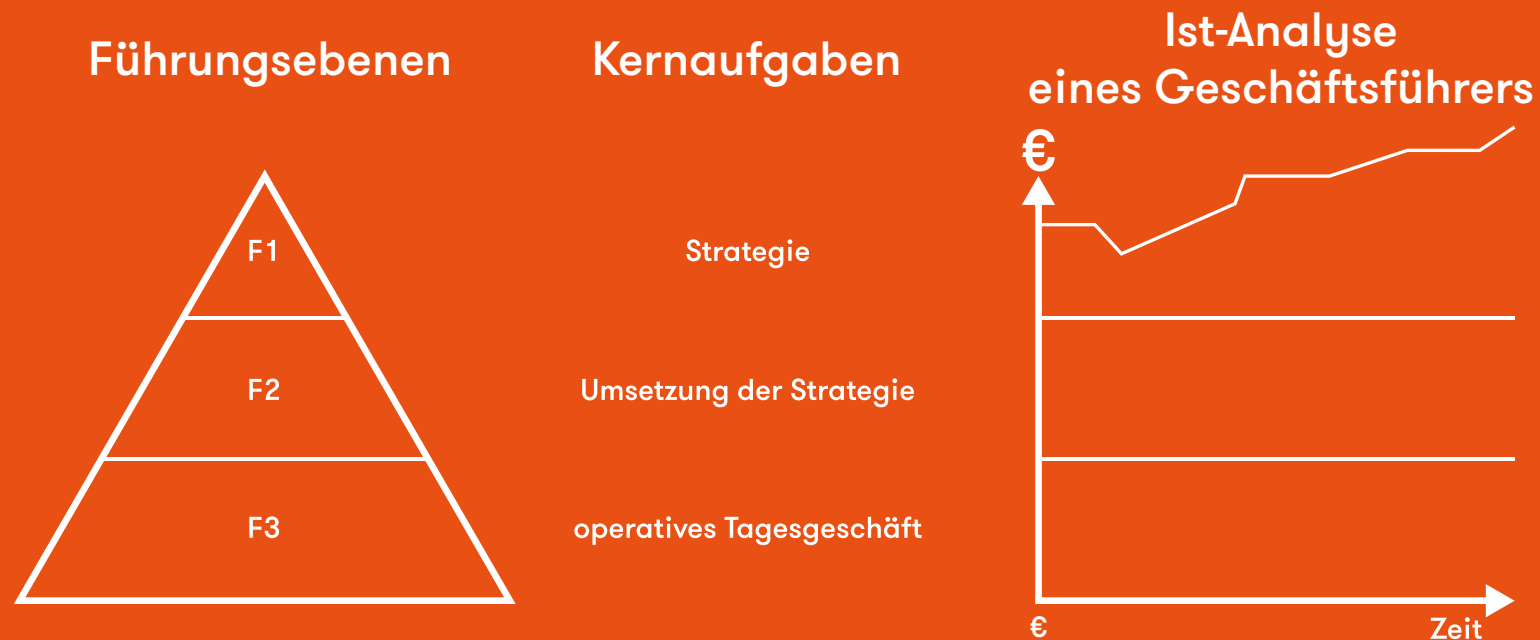 Führungsebenen
Kernaufgaben
Ist-Analyse
eines Geschäftsführers
€
F1
Strategie
F2
Umsetzung der Strategie
F3
operatives Tagesgeschäft
€
Zeit